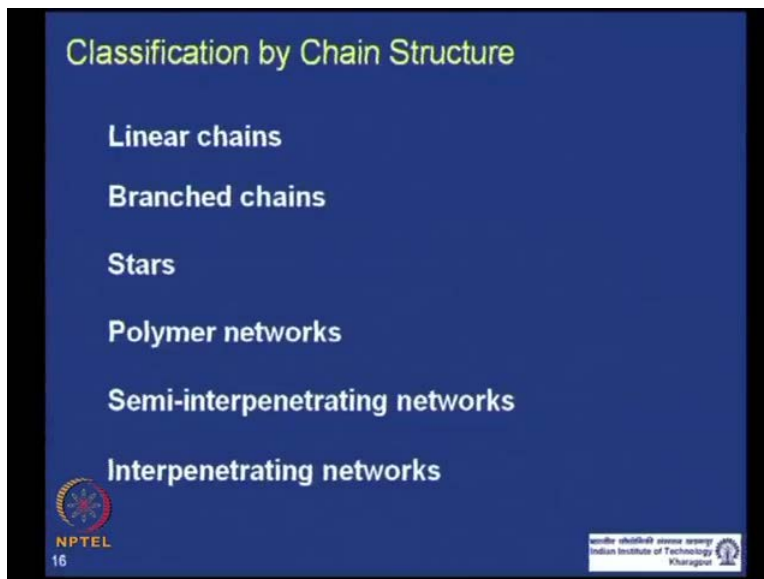 Classification by Chain Structure
Linear chains
Branched chains
Stars
Polymer networks
Semi-interpenetrating networks
Interpenetrating networks
NPTEL
16
Indian Institute of Technology
Kharagpur